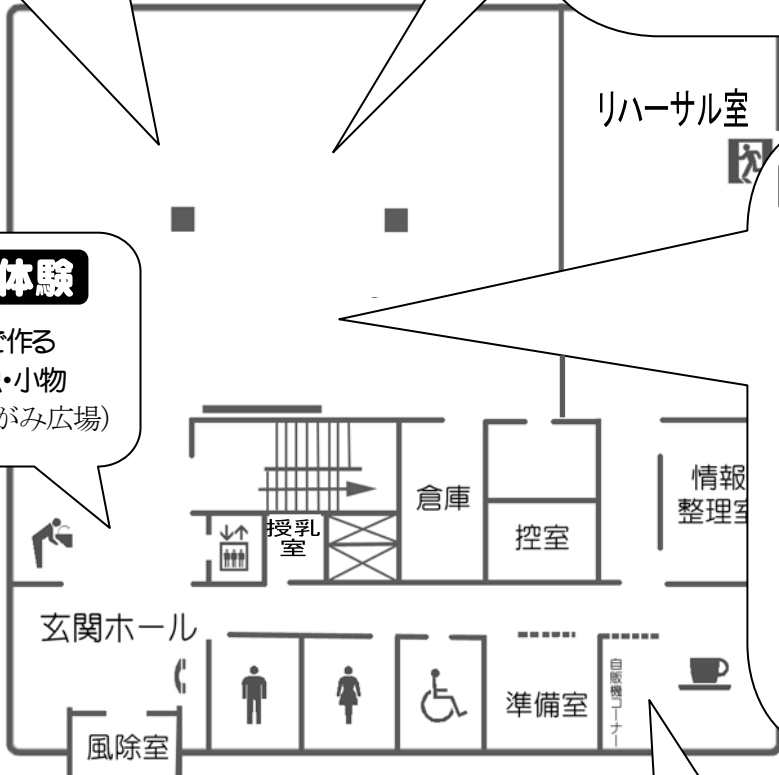 リハーサル室
体験
で作る
・小物
がみ広場)
倉庫
授乳
室
控室
情報
整理室
玄関ホール
自販機コーナー
準備室
風除室